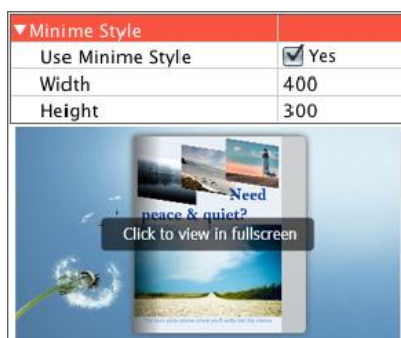 Minime Style
Use Minime Style Yes
Width 400
Height 300
Need
peace & quiet?
Click to view in fullscreen